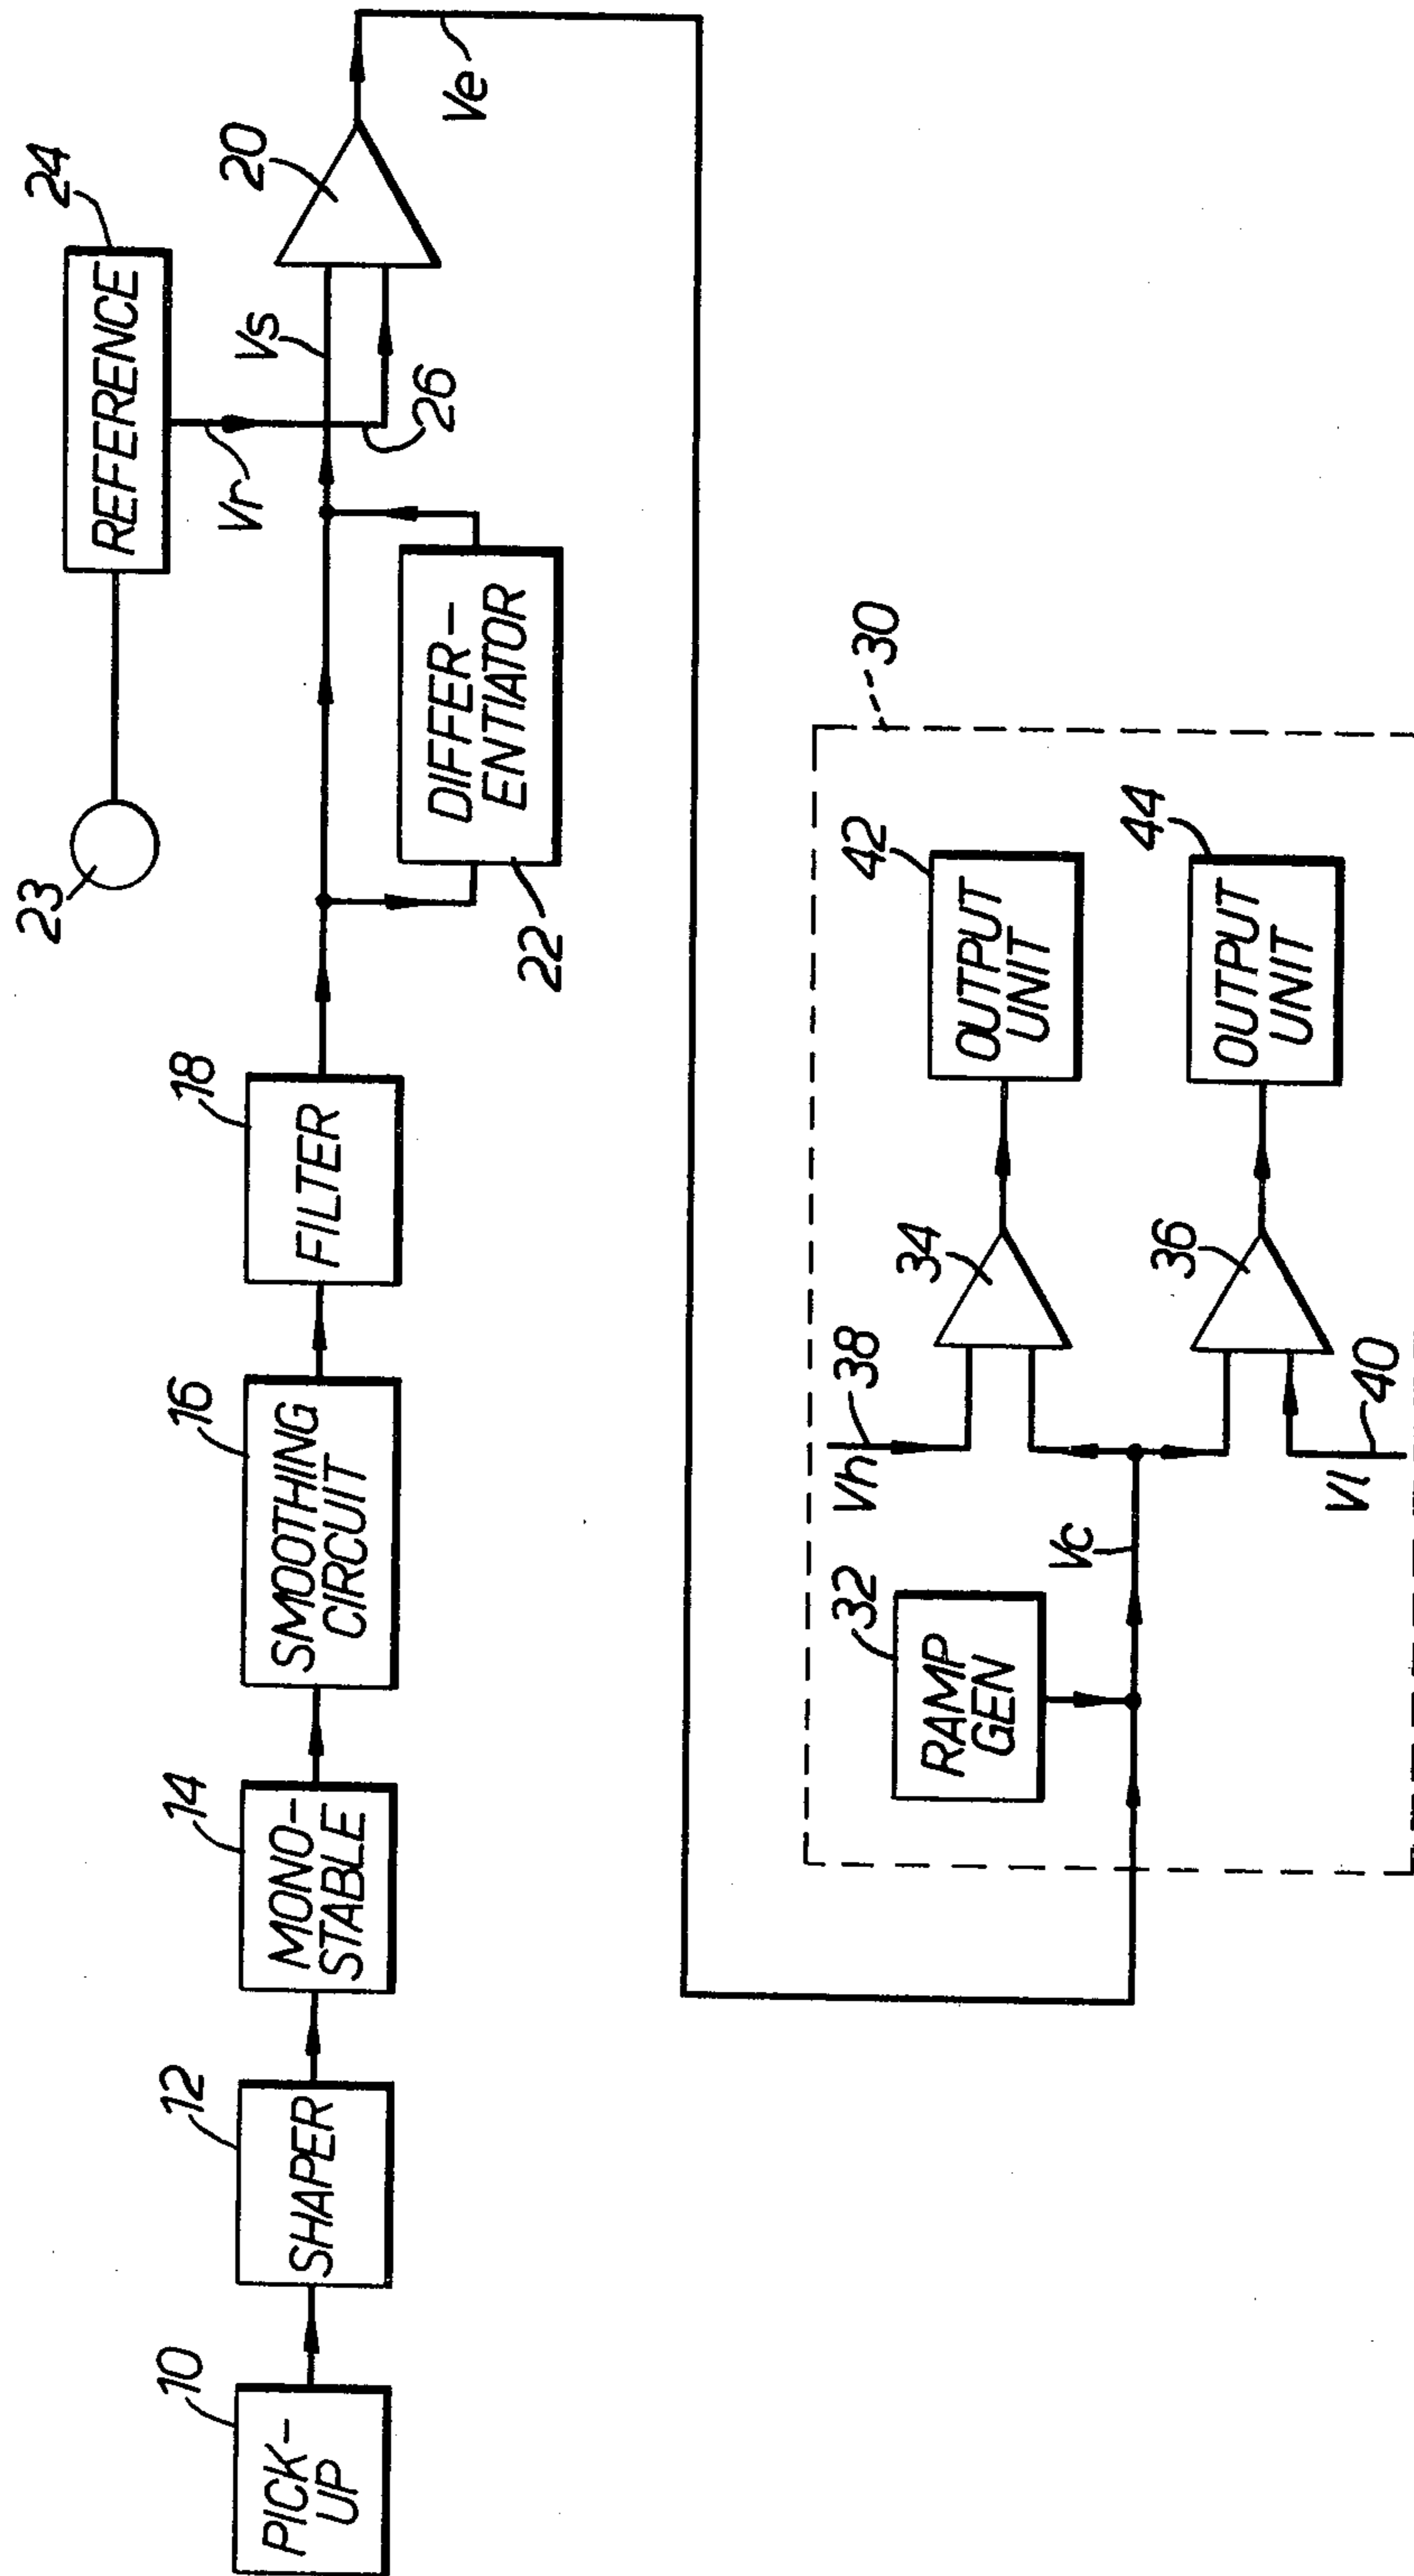 10
PICK-
UP
12
SHAPER
14
MONO-
STABLE
16
SMOOTHING
CIRCUIT
18
FILTER
22
DIFFER-
ENTIATOR
23
24
REFERENCE
Vr
Vs
26
20
Ve
30
32
RAMP
GEN
Vc
Vh
38
34
42
OUTPUT
UNIT
Vl
40
36
44
OUTPUT
UNIT